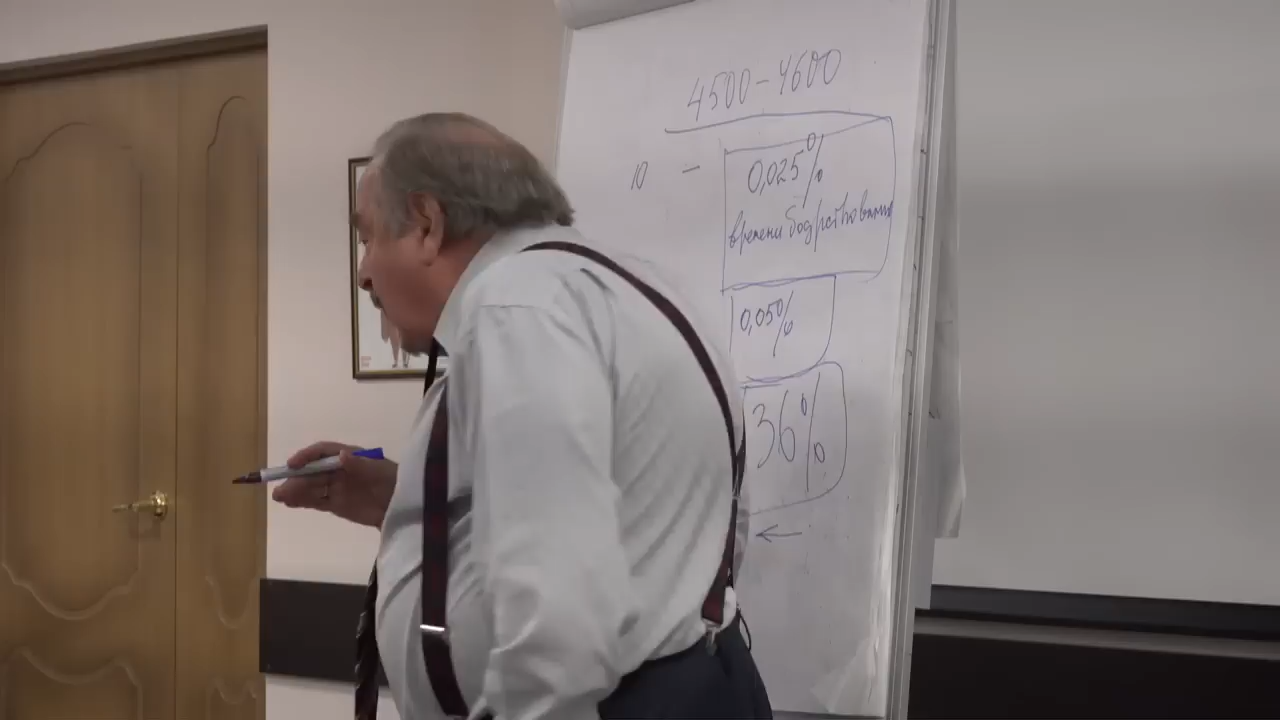 4500-4600
10 - 0,025%
времени бодрствования
0,05%
36%
←